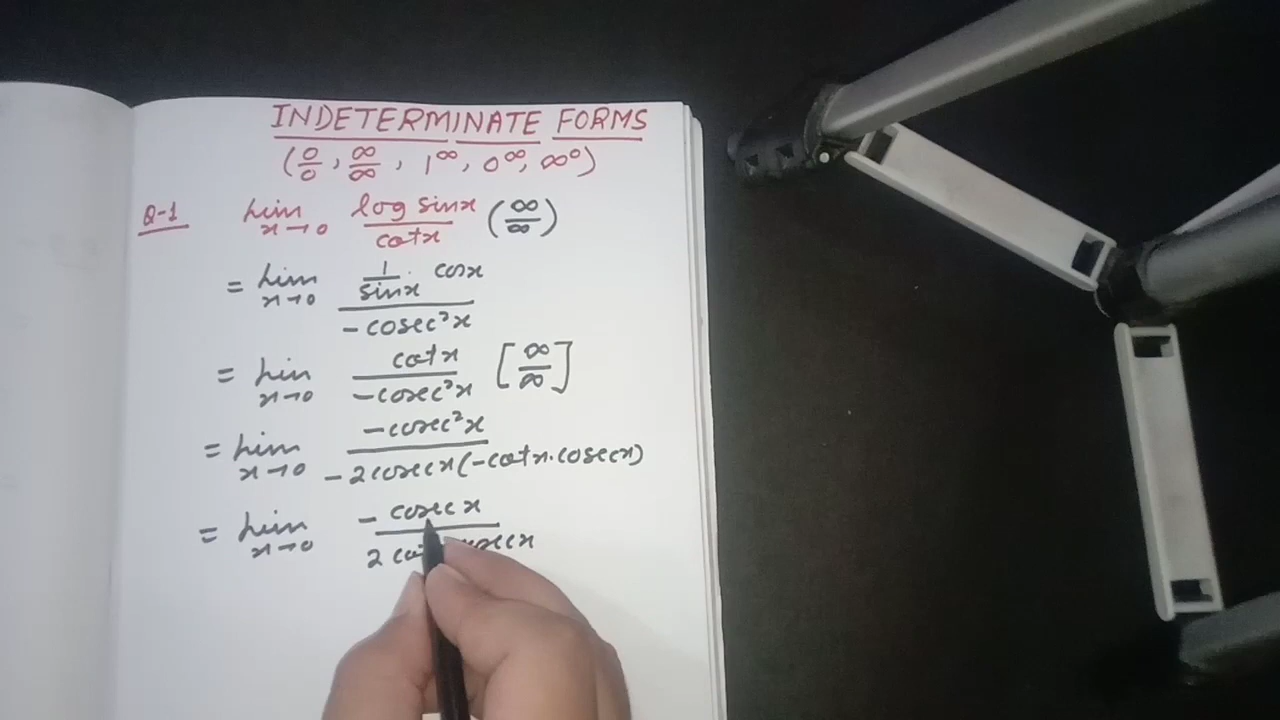 INDETERMINATE FORMS
(0/0, ∞/∞, 1^∞, 0^∞, ∞^0)
Q-1 lim x→0 log sinx / cotx (∞/∞)
= lim x→0 1/sinx . cosx / -cosec²x
= lim x→0 cotx / -cosec²x [∞/∞]
= lim x→0 -cosec²x / -2cosecx(-cotx.cosecx)
= lim x→0 -cosecx / 2